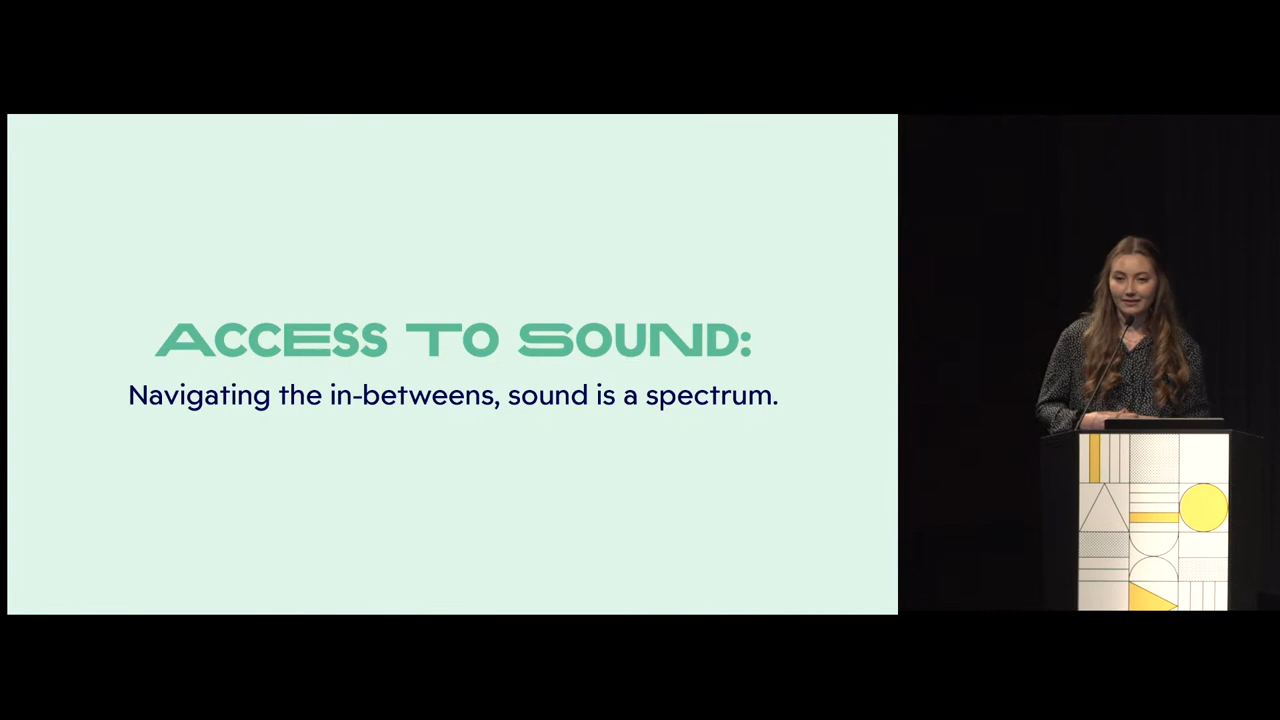 ACCESS TO SOUND:
Navigating the in-betweens, sound is a spectrum.